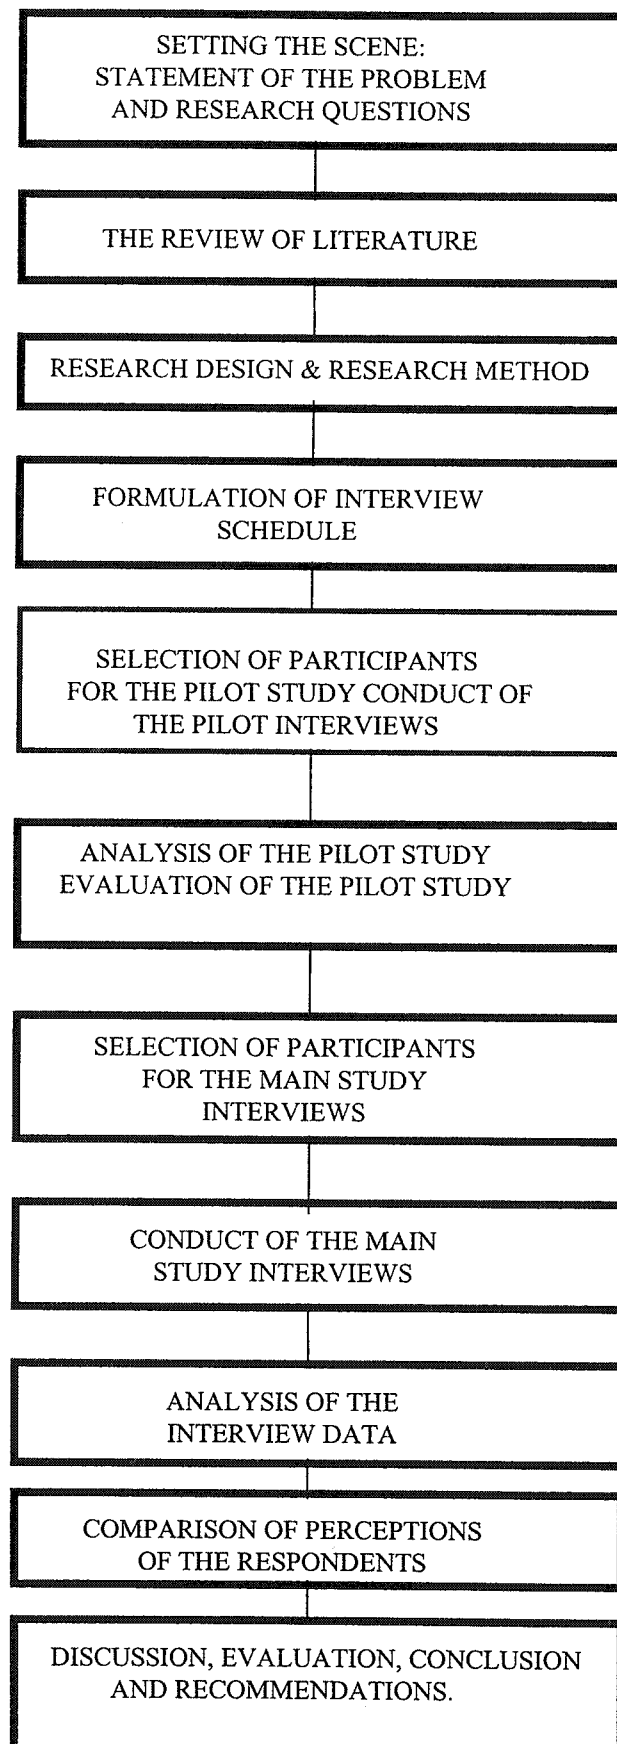 SETTING THE SCENE:
STATEMENT OF THE PROBLEM
AND RESEARCH QUESTIONS
THE REVIEW OF LITERATURE
RESEARCH DESIGN & RESEARCH METHOD
FORMULATION OF INTERVIEW
SCHEDULE
SELECTION OF PARTICIPANTS
FOR THE PILOT STUDY CONDUCT OF
THE PILOT INTERVIEWS
ANALYSIS OF THE PILOT STUDY
EVALUATION OF THE PILOT STUDY
SELECTION OF PARTICIPANTS
FOR THE MAIN STUDY
INTERVIEWS
CONDUCT OF THE MAIN
STUDY INTERVIEWS
ANALYSIS OF THE
INTERVIEW DATA
COMPARISON OF PERCEPTIONS
OF THE RESPONDENTS
DISCUSSION, EVALUATION, CONCLUSION
AND RECOMMENDATIONS.